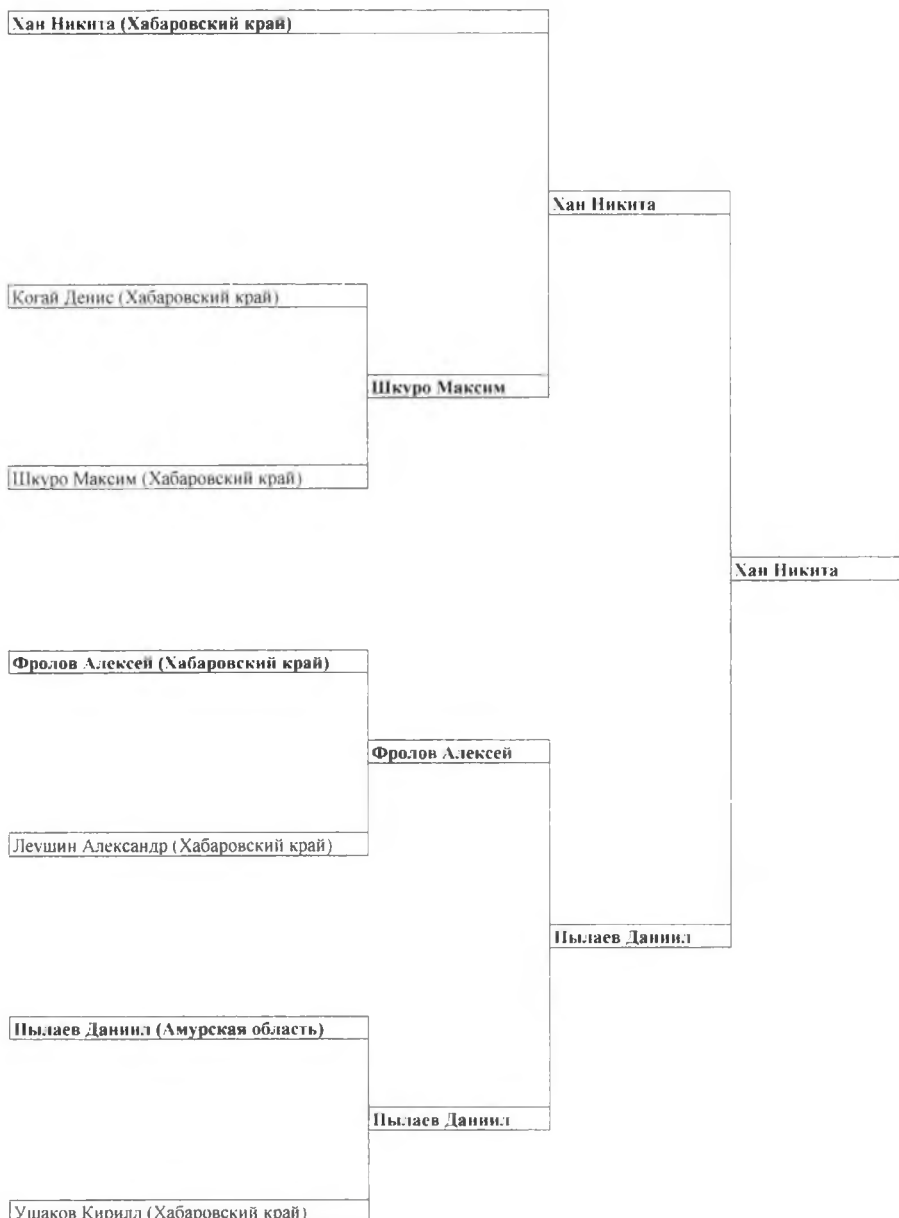 Хан Никита (Хабаровский край)
Хан Никита
Когай Денис (Хабаровский край)
Шкуро Максим
Шкуро Максим (Хабаровский край)
Хан Никита
Фролов Алексей (Хабаровский край)
Фролов Алексей
Леушин Александр (Хабаровский край)
Пылаев Даниил
Пылаев Даниил (Амурская область)
Пылаев Даниил
Ушаков Кирилл (Хабаровский край)